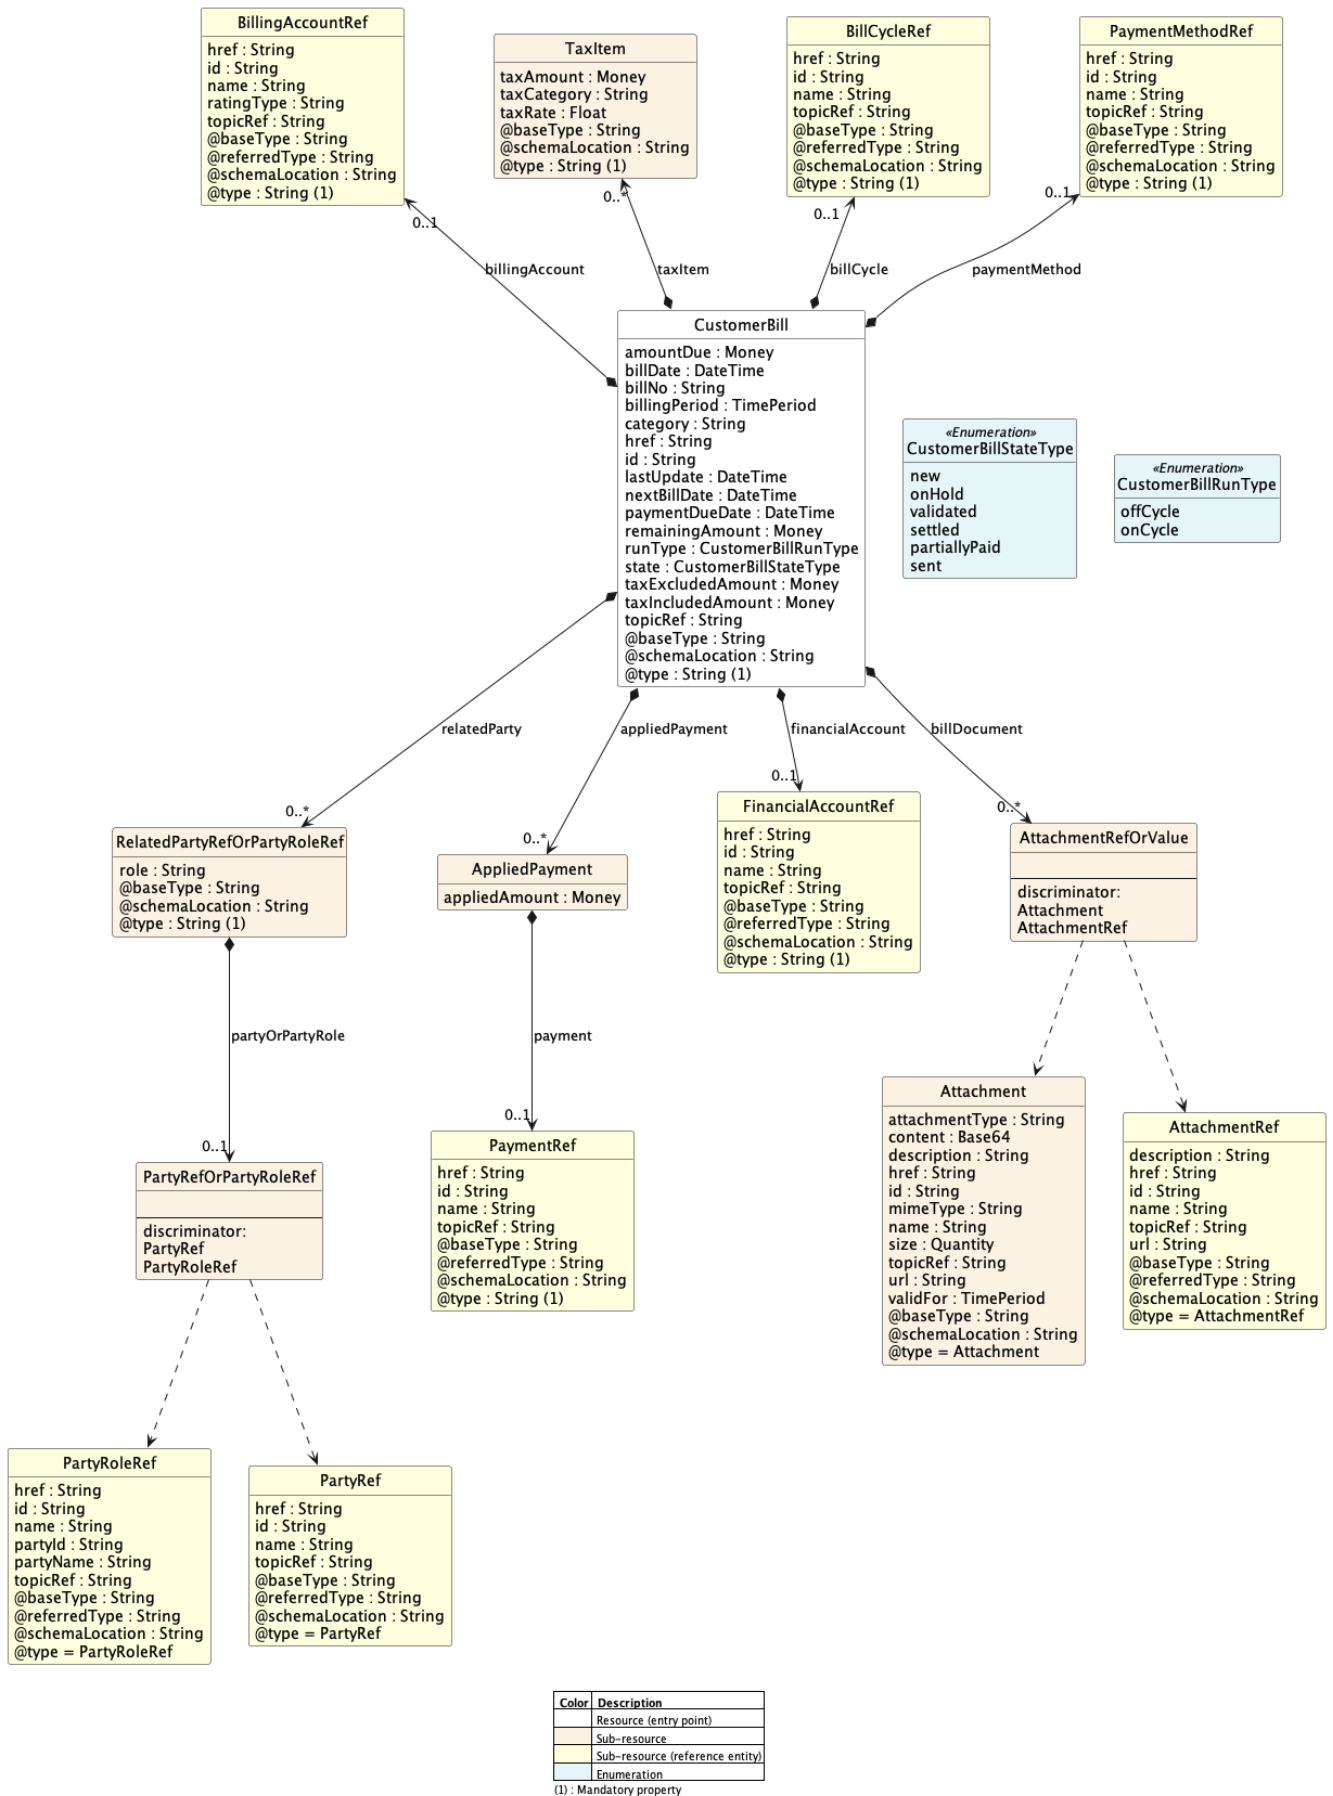 BillingAccountRef
href : String
id : String
name : String
ratingType : String
topicRef : String
@baseType : String
@referredType : String
@schemaLocation : String
@type : String (1)
TaxItem
taxAmount : Money
taxCategory : String
taxRate : Float
@baseType : String
@schemaLocation : String
@type : String (1)
BillCycleRef
href : String
id : String
name : String
topicRef : String
@baseType : String
@referredType : String
@schemaLocation : String
@type : String (1)
PaymentMethodRef
href : String
id : String
name : String
topicRef : String
@baseType : String
@referredType : String
@schemaLocation : String
@type : String (1)
0..1
0..*
0..1
0..1
billingAccount
taxItem
billCycle
paymentMethod
CustomerBill
amountDue : Money
billDate : DateTime
billNo : String
billingPeriod : TimePeriod
category : String
href : String
id : String
lastUpdate : DateTime
nextBillDate : DateTime
paymentDueDate : DateTime
remainingAmount : Money
runType : CustomerBillRunType
state : CustomerBillStateType
taxExcludedAmount : Money
taxIncludedAmount : Money
topicRef : String
@baseType : String
@schemaLocation : String
@type : String (1)
«Enumeration»
CustomerBillStateType
new
onHold
validated
settled
partiallyPaid
sent
«Enumeration»
CustomerBillRunType
offCycle
onCycle
relatedParty
appliedPayment
financialAccount
billDocument
0..*
0..*
0..1
0..*
RelatedPartyRefOrPartyRoleRef
role : String
@baseType : String
@schemaLocation : String
@type : String (1)
AppliedPayment
appliedAmount : Money
FinancialAccountRef
href : String
id : String
name : String
topicRef : String
@baseType : String
@referredType : String
@schemaLocation : String
@type : String (1)
AttachmentRefOrValue
discriminator:
Attachment
AttachmentRef
partyOrPartyRole
payment
0..1
0..1
PartyRefOrPartyRoleRef
discriminator:
PartyRef
PartyRoleRef
PaymentRef
href : String
id : String
name : String
topicRef : String
@baseType : String
@referredType : String
@schemaLocation : String
@type : String (1)
Attachment
attachmentType : String
content : Base64
description : String
href : String
id : String
mimeType : String
name : String
size : Quantity
topicRef : String
url : String
validFor : TimePeriod
@baseType : String
@schemaLocation : String
@type = Attachment
AttachmentRef
description : String
href : String
id : String
name : String
topicRef : String
url : String
@baseType : String
@referredType : String
@schemaLocation : String
@type = AttachmentRef
PartyRoleRef
href : String
id : String
name : String
partyId : String
partyName : String
topicRef : String
@baseType : String
@referredType : String
@schemaLocation : String
@type = PartyRoleRef
PartyRef
href : String
id : String
name : String
topicRef : String
@baseType : String
@referredType : String
@schemaLocation : String
@type = PartyRef
Color Description
Resource (entry point)
Sub-resource
Sub-resource (reference entity)
Enumeration
(1) : Mandatory property